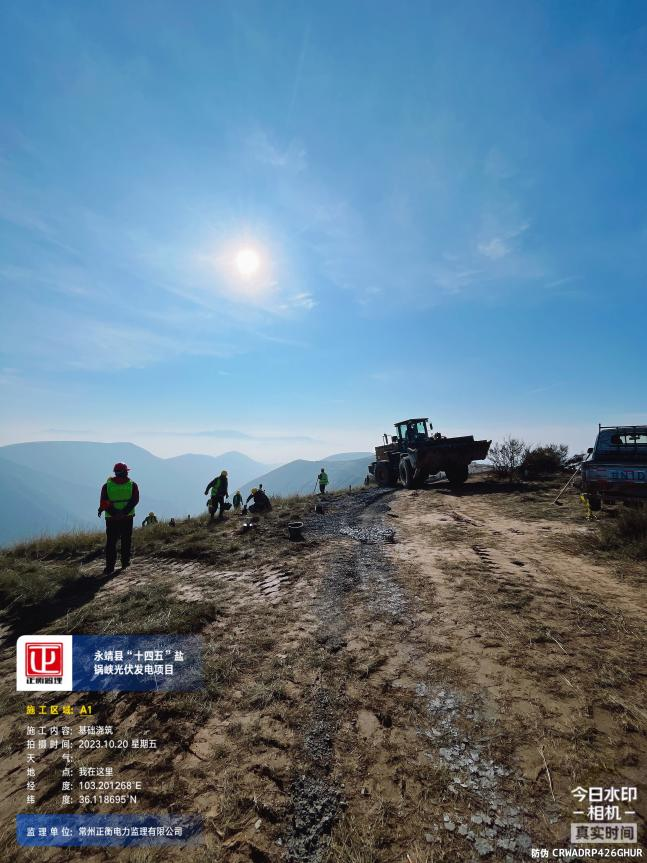 正衡管理
永靖县“十四五”盐
锅峡光伏发电项目
施工区域: A1
施工内容: 基础浇筑
拍摄时间: 2023.10.20 星期五
天 气:
地 点: 我在这里
经 度: 103.201268°E
纬 度: 36.118695°N
监理单位: 常州正衡电力监理有限公司
今日水印
-相机-
真实时间
防伪 CRWADRP426GHUR